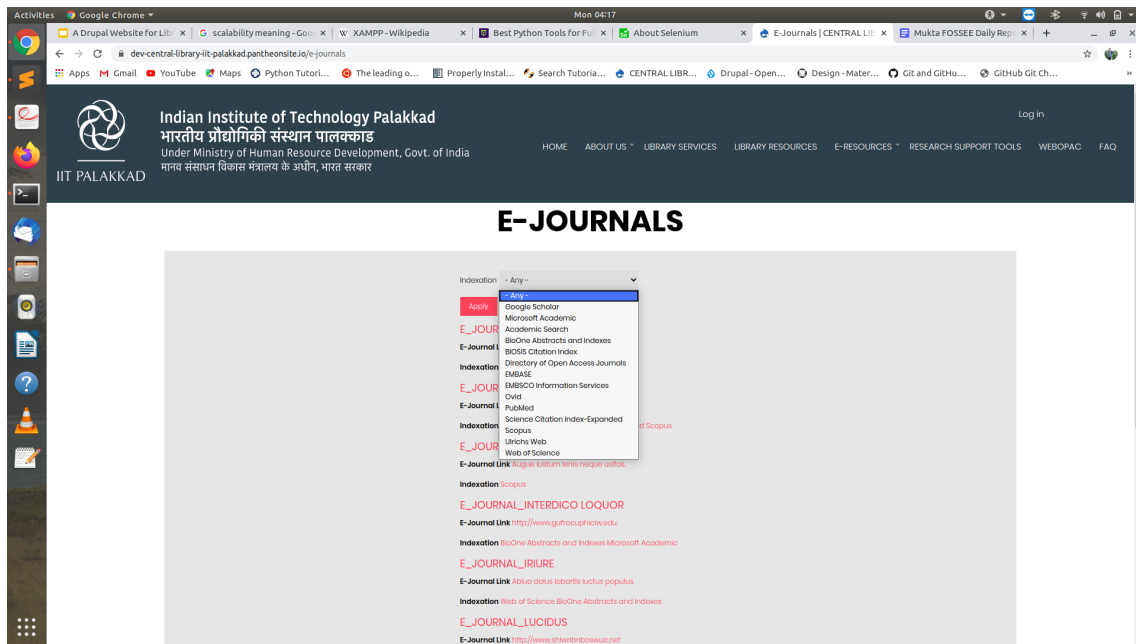 Activities
Google Chrome
Mon 04:17
A Drupal Website for Libr
scalability meaning - Goo
XAMPP - Wikipedia
Best Python Tools for Ful
About Selenium
E-Journals | CENTRAL LIB
Mukta FOSSEE Daily Repo
dev-central-library-iit-palakkad.pantheonsite.io/e-journals
Apps
Gmail
YouTube
Maps
Python Tutori...
The leading o...
Properly Instal...
Search Tutoria...
CENTRAL LIBR...
Drupal - Open...
Design - Mater...
Git and GitHu...
GitHub Git Ch...
Indian Institute of Technology Palakkad
भारतीय प्रौद्योगिकी संस्थान पालक्काड
Under Ministry of Human Resource Development, Govt. of India
मानव संसाधन विकास मंत्रालय के अधीन, भारत सरकार
IIT PALAKKAD
Log in
HOME ABOUT US LIBRARY SERVICES LIBRARY RESOURCES E-RESOURCES RESEARCH SUPPORT TOOLS WEBOPAC FAQ
E-JOURNALS
Indexation - Any -
Apply
- Any -
Google Scholar
Microsoft Academic
Academic Search
BioOne Abstracts and Indexes
BIOSIS Citation Index
Directory of Open Access Journals
EMBASE
EMBSCO Information Services
Ovid
PubMed
Science Citation Index-Expanded
Scopus
Ulrichs Web
Web of Science
E_JOUR
E-Journal L
Indexation
E_JOUR
E-Journal L
Indexation d Scopus
E_JOUR
E-Journal Link Augue iustum lenis neque usitas.
Indexation Scopus
E_JOURNAL_INTERDICO LOQUOR
E-Journal Link http://www.gufrocuphiciw.edu
Indexation BioOne Abstracts and Indexes Microsoft Academic
E_JOURNAL_IRIURE
E-Journal Link Abluo dolus lobortis luctus populus.
Indexation Web of Science BioOne Abstracts and Indexes
E_JOURNAL_LUCIDUS
E-Journal Link http://www.shiwribriboswuc.net